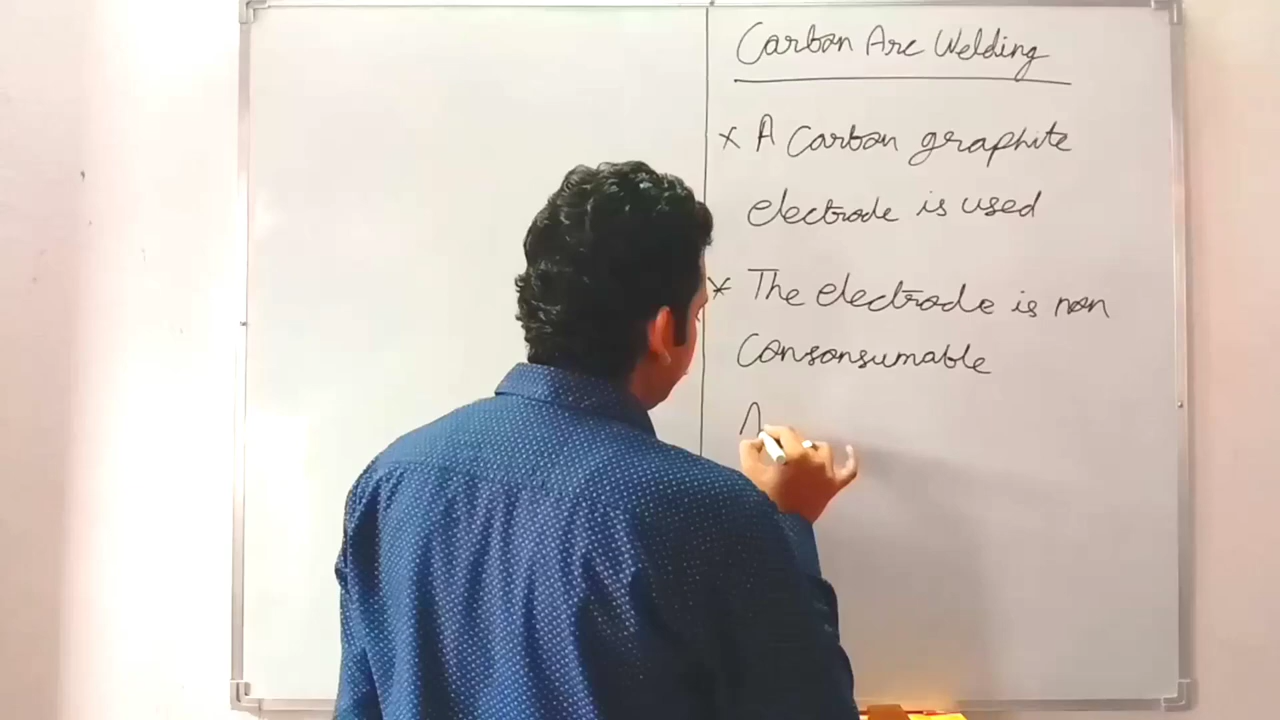 Carbon Arc Welding
* A Carbon graphite
electrode is used
* The electrode is non
Consonsumable